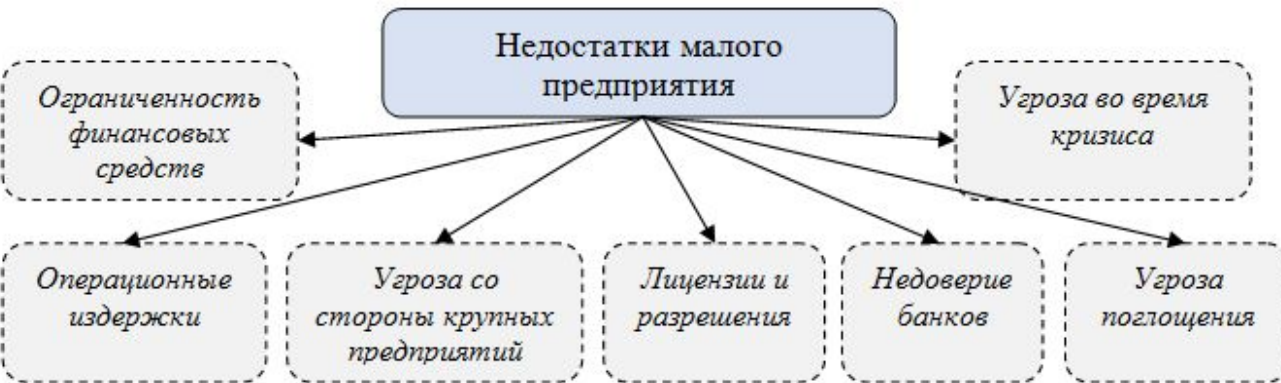 Недостатки малого
предприятия
Ограниченность
финансовых
средств
Угроза во время
кризиса
Операционные
издержки
Угроза со
стороны крупных
предприятий
Лицензии и
разрешения
Недоверие
банков
Угроза
поглощения